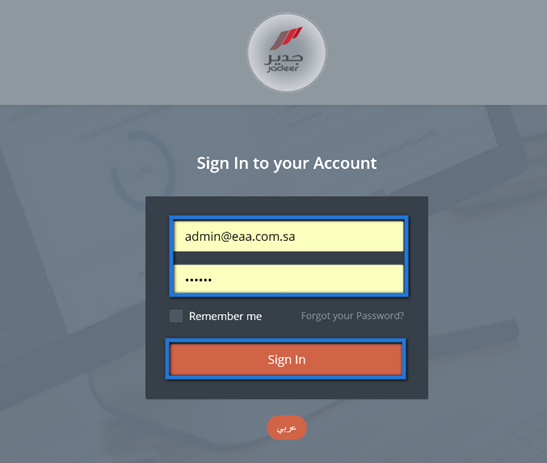 جدير
jadeer
Sign In to your Account
admin@eaa.com.sa
••••••
Remember me
Forgot your Password?
Sign In
عربي